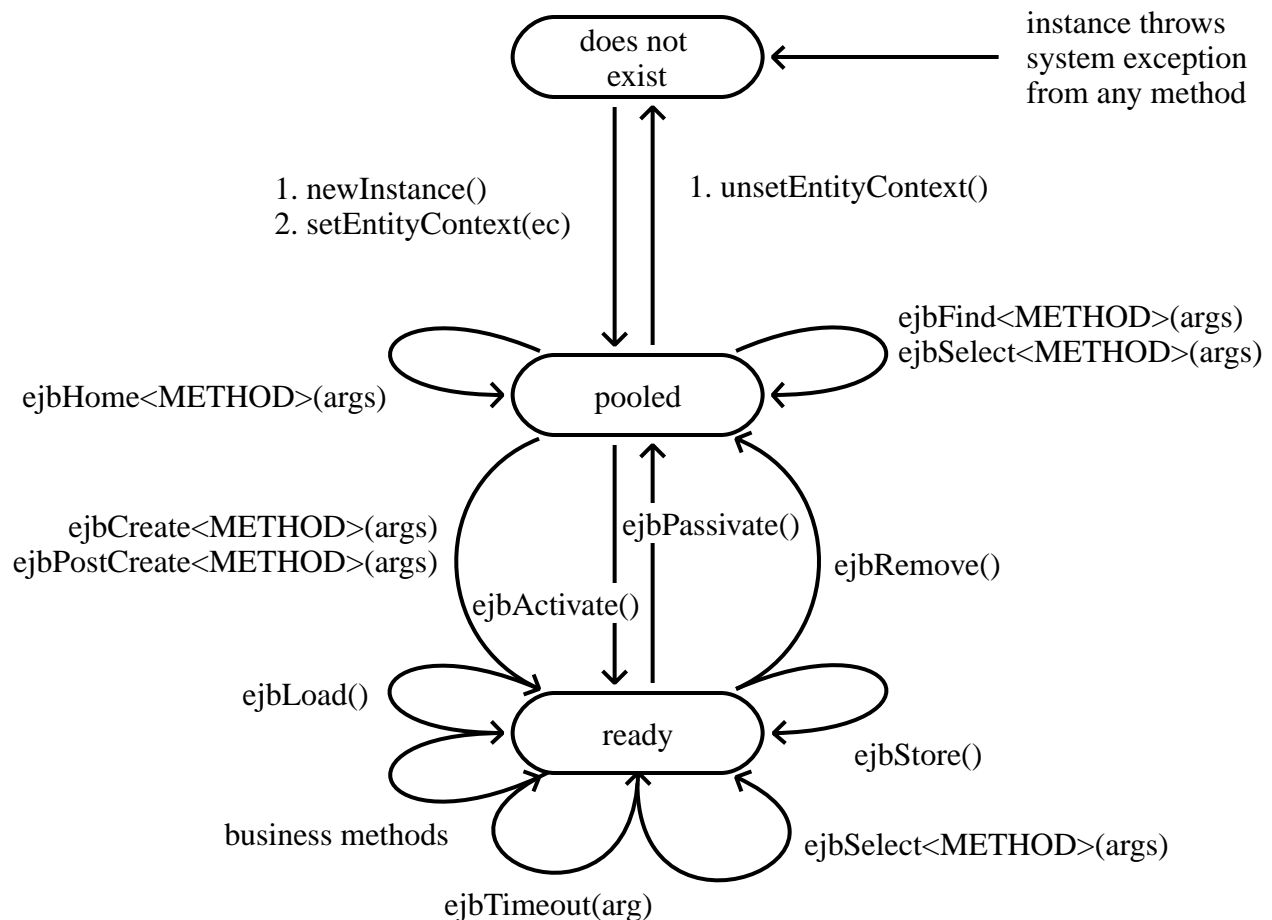 does not
exist
instance throws
system exception
from any method
1. newInstance()
2. setEntityContext(ec)
1. unsetEntityContext()
ejbFind<METHOD>(args)
ejbSelect<METHOD>(args)
ejbHome<METHOD>(args)
pooled
ejbCreate<METHOD>(args)
ejbPostCreate<METHOD>(args)
ejbPassivate()
ejbRemove()
ejbActivate()
ejbLoad()
ready
ejbStore()
business methods
ejbSelect<METHOD>(args)
ejbTimeout(arg)